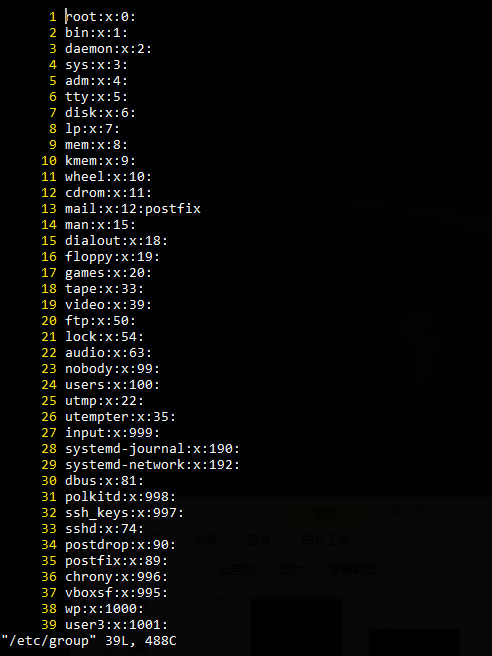 1 root:x:0:
2 bin:x:1:
3 daemon:x:2:
4 sys:x:3:
5 adm:x:4:
6 tty:x:5:
7 disk:x:6:
8 lp:x:7:
9 mem:x:8:
10 kmem:x:9:
11 wheel:x:10:
12 cdrom:x:11:
13 mail:x:12:postfix
14 man:x:15:
15 dialout:x:18:
16 floppy:x:19:
17 games:x:20:
18 tape:x:33:
19 video:x:39:
20 ftp:x:50:
21 lock:x:54:
22 audio:x:63:
23 nobody:x:99:
24 users:x:100:
25 utmp:x:22:
26 utempter:x:35:
27 input:x:999:
28 systemd-journal:x:190:
29 systemd-network:x:192:
30 dbus:x:81:
31 polkitd:x:998:
32 ssh_keys:x:997:
33 sshd:x:74:
34 postdrop:x:90:
35 postfix:x:89:
36 chrony:x:996:
37 vboxsf:x:995:
38 wp:x:1000:
39 user3:x:1001:
"/etc/group" 39L, 488C